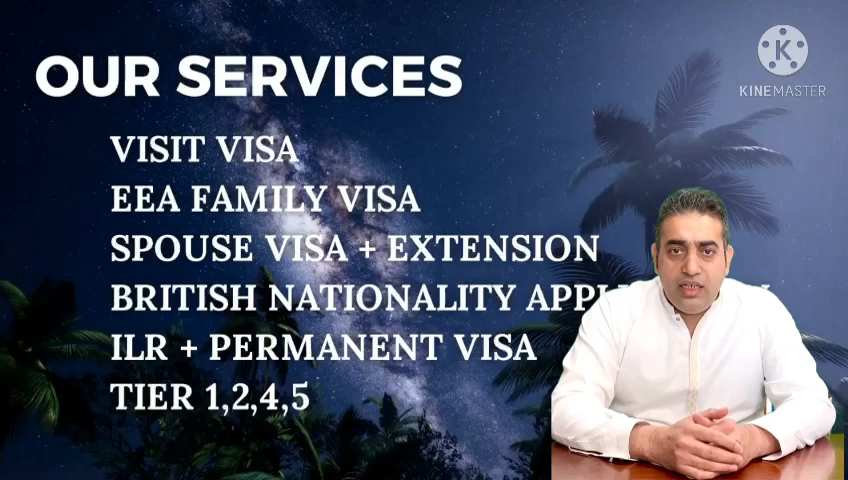 OUR SERVICES
K
KINEMASTER
VISIT VISA
EEA FAMILY VISA
SPOUSE VISA + EXTENSION
BRITISH NATIONALITY
ILR + PERMANENT VISA
TIER 1,2,4,5